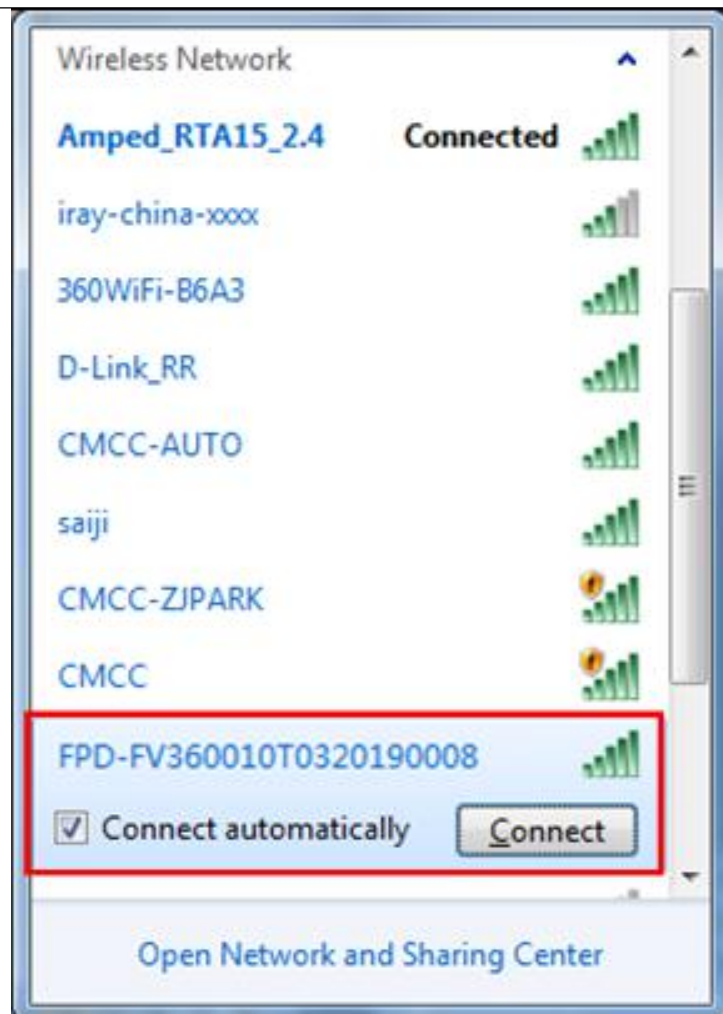 Wireless Network
Amped_RTA15_2.4 Connected
iray-china-xxxx
360WiFi-B6A3
D-Link_RR
CMCC-AUTO
saiji
CMCC-ZJPARK
CMCC
FPD-FV360010T0320190008
Connect automatically Connect
Open Network and Sharing Center